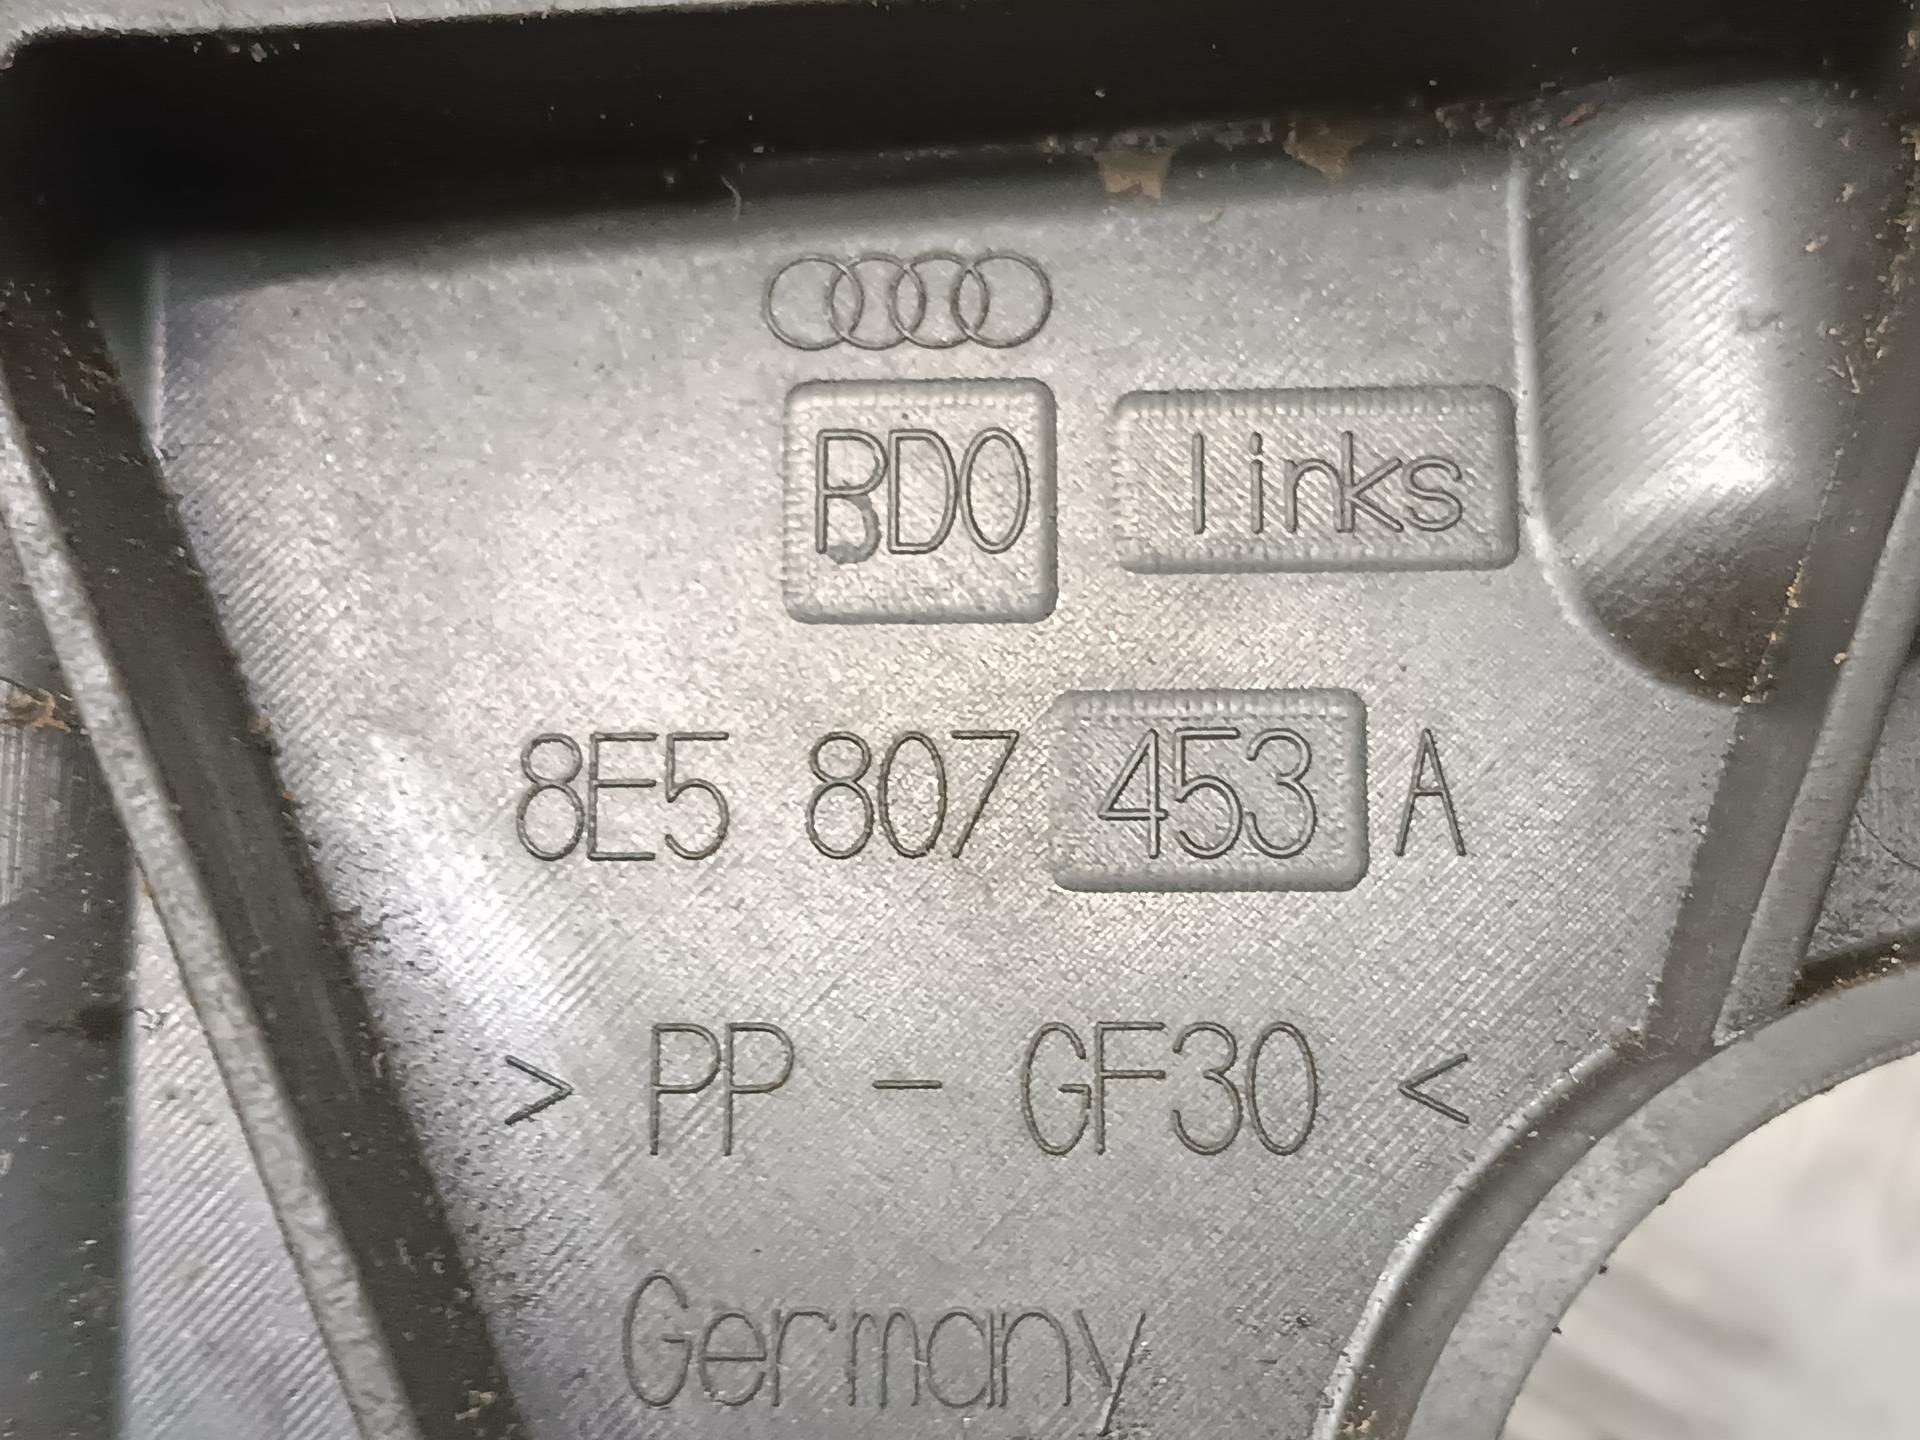 BD0 links
8E5 807 453 A
> PP - GF30 <
Germany